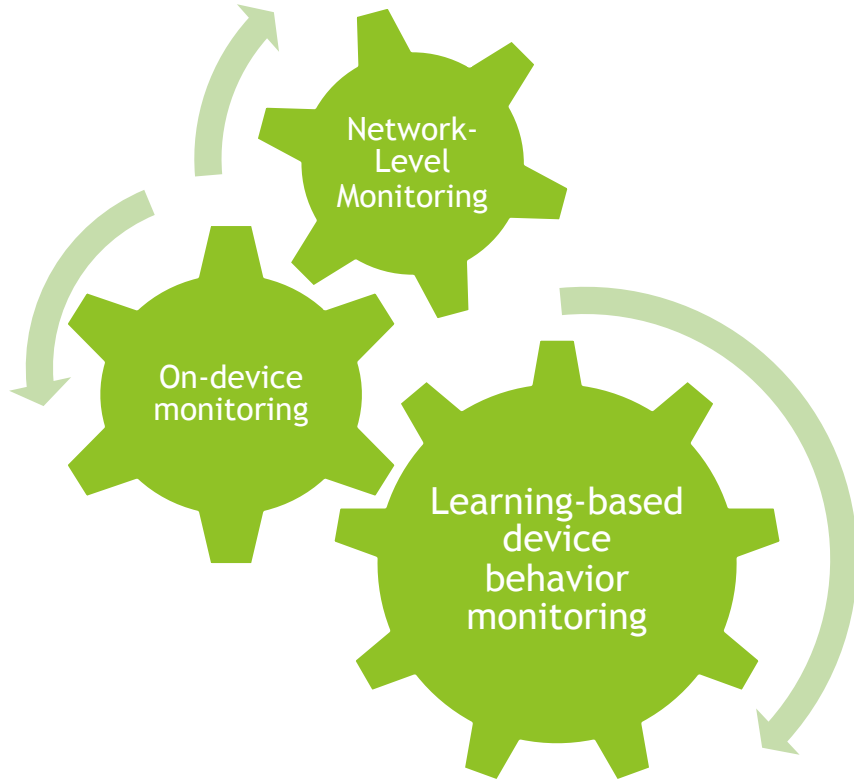 Network-
Level
Monitoring
On-device
monitoring
Learning-based
device
behavior
monitoring